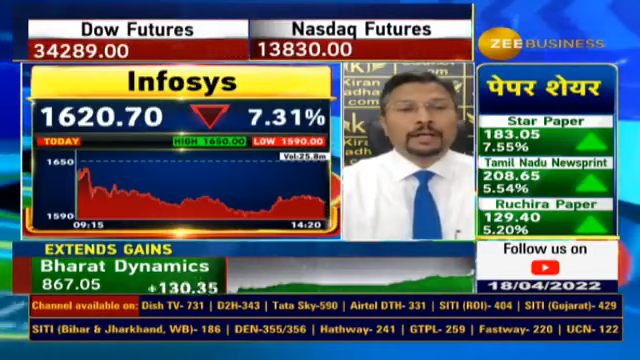 Dow Futures
34289.00
Nasdaq Futures
13830.00
ZEE BUSINESS
Infosys
1620.70 7.31%
TODAY HIGH 1650.00 LOW 1590.00
Vol:25.8m
1650
1590
09:15 14:20
Kiran
पेपर शेयर
Star Paper
183.05
7.55%
Tamil Nadu Newsprint
208.65
5.54%
Ruchira Paper
129.40
5.20%
EXTENDS GAINS
Bharat Dynamics
867.05 +130.35
Follow us on
18/04/2022
Channel available on: Dish TV- 731 | D2H-343 | Tata Sky-590 | Airtel DTH- 331 | SITI (ROI)- 404 | SITI (Gujarat)- 429
SITI (Bihar & Jharkhand, WB)- 186 | DEN-355/356 | Hathway- 241 | GTPL- 259 | Fastway- 220 | UCN- 122